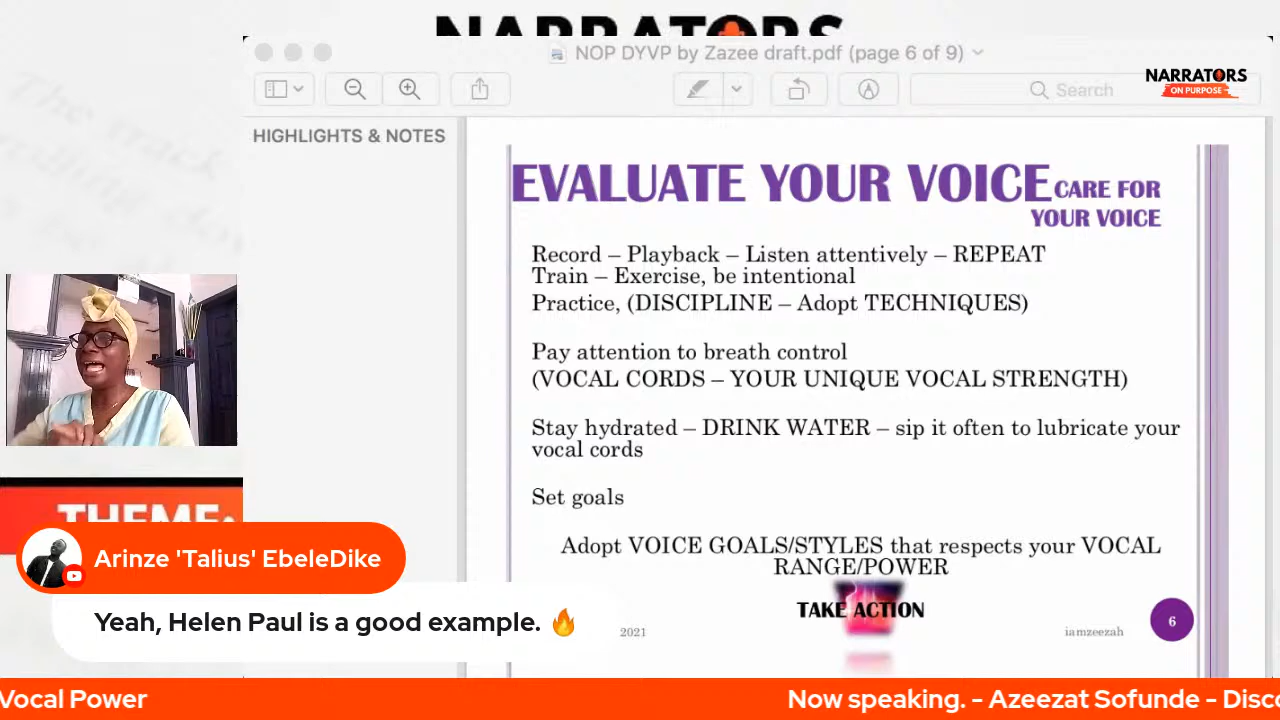 NARRATORS
NOP DYVP by Zazee draft.pdf (page 6 of 9)
Search
NARRATORS
ON PURPOSE
HIGHLIGHTS & NOTES
EVALUATE YOUR VOICE CARE FOR
YOUR VOICE
Record – Playback – Listen attentively – REPEAT
Train – Exercise, be intentional
Practice, (DISCIPLINE – Adopt TECHNIQUES)
Pay attention to breath control
(VOCAL CORDS – YOUR UNIQUE VOCAL STRENGTH)
Stay hydrated – DRINK WATER – sip it often to lubricate your
vocal cords
Set goals
Adopt VOICE GOALS/STYLES that respects your VOCAL
RANGE/POWER
TAKE ACTION
2021
iamzeezah
6
THEME:
Arinze 'Talius' EbeleDike
Yeah, Helen Paul is a good example. 🔥
Vocal Power
Now speaking. - Azeezat Sofunde - Disco